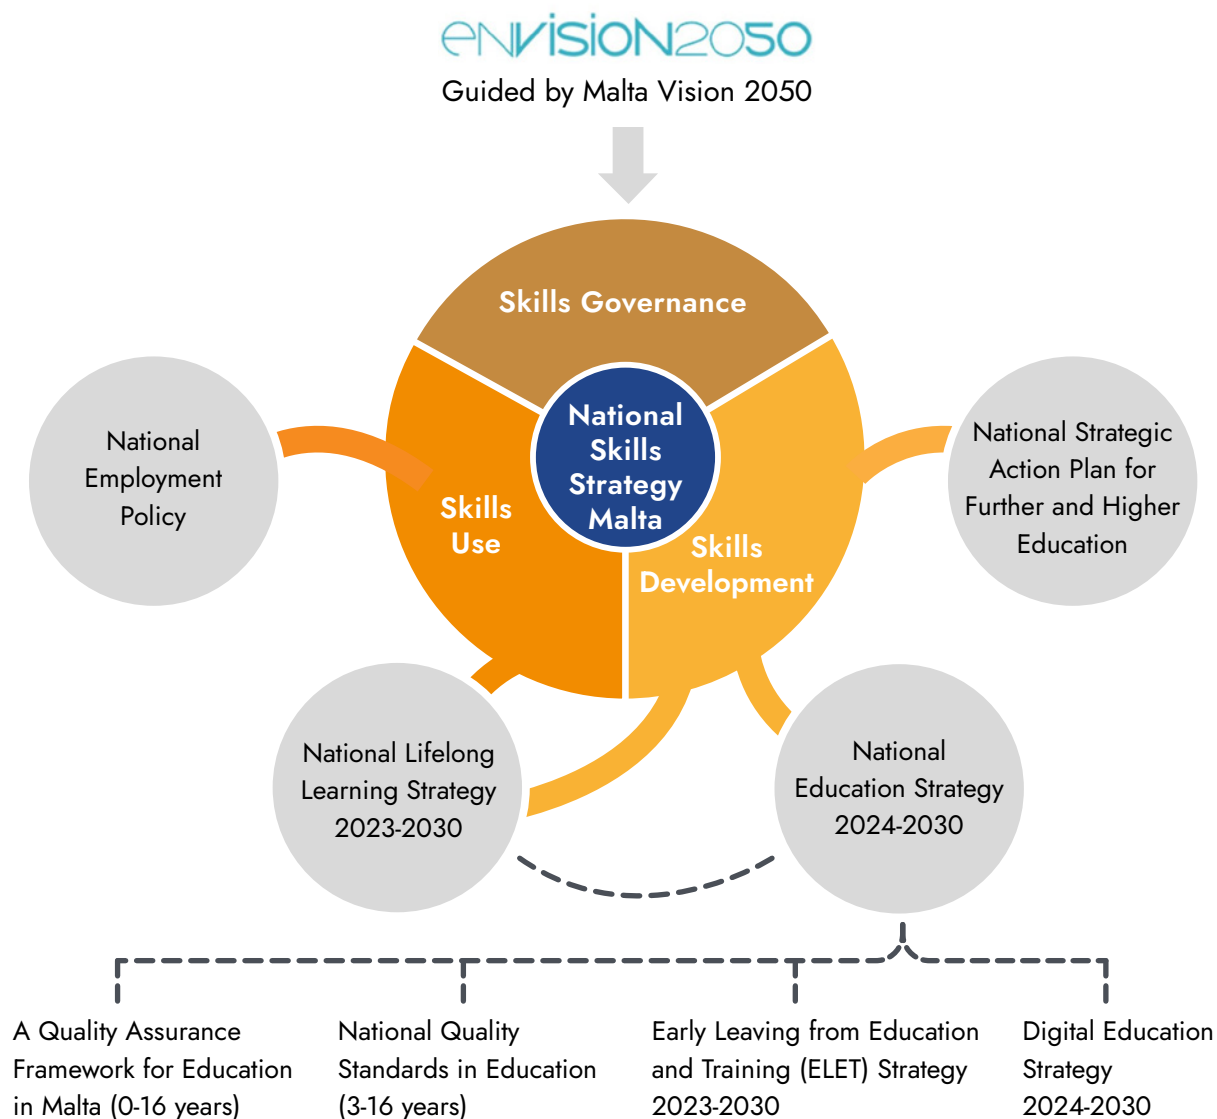 eNVisioN2050
Guided by Malta Vision 2050
Skills Governance
National
Skills
Strategy
Malta
Skills
Use
Skills
Development
National
Employment
Policy
National Strategic
Action Plan for
Further and Higher
Education
National Lifelong
Learning Strategy
2023-2030
National
Education Strategy
2024-2030
A Quality Assurance
Framework for Education
in Malta (0-16 years)
National Quality
Standards in Education
(3-16 years)
Early Leaving from Education
and Training (ELET) Strategy
2023-2030
Digital Education
Strategy
2024-2030